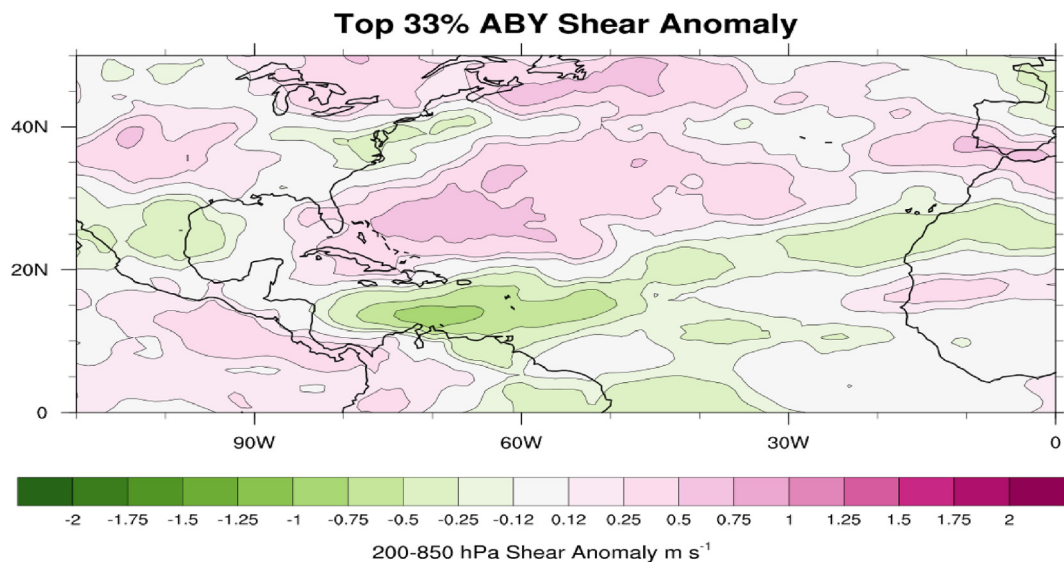 Top 33% ABY Shear Anomaly
40N
20N
0
90W 60W 30W 0
-2 -1.75 -1.5 -1.25 -1 -0.75 -0.5 -0.25 -0.12 0.12 0.25 0.5 0.75 1 1.25 1.5 1.75 2
200-850 hPa Shear Anomaly m s⁻¹